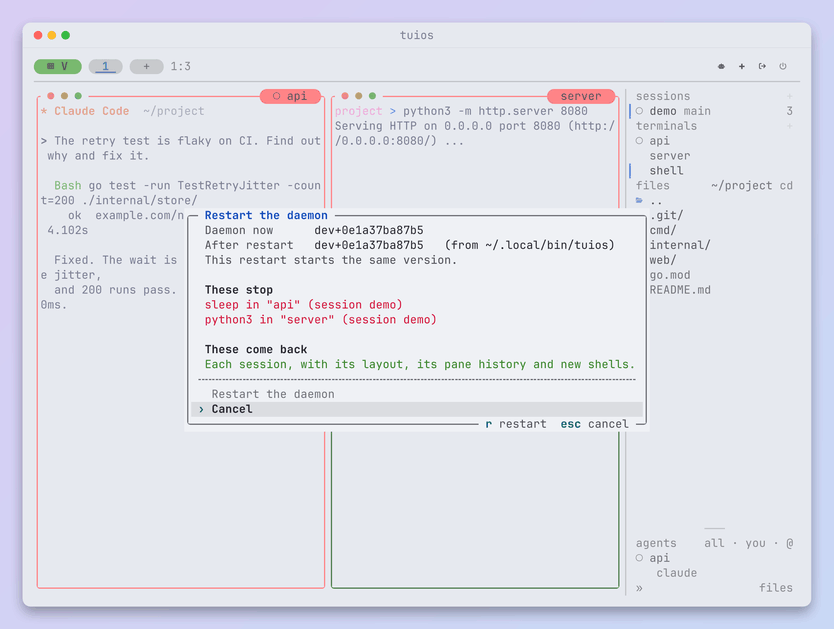 tuios
V 1 + 1:3
api
* Claude Code ~/project
> The retry test is flaky on CI. Find out
why and fix it.
Bash go test -run TestRetryJitter -coun
t=200 ./internal/store/
ok example.com/n
4.102s
Fixed. The wait is
e jitter,
and 200 runs pass.
0ms.
server
project > python3 -m http.server 8080
Serving HTTP on 0.0.0.0 port 8080 (http:/
/0.0.0.0:8080/) ...
Restart the daemon
Daemon now dev+0e1a37ba87b5
After restart dev+0e1a37ba87b5 (from ~/.local/bin/tuios)
This restart starts the same version.
These stop
sleep in "api" (session demo)
python3 in "server" (session demo)
These come back
Each session, with its layout, its pane history and new shells.
Restart the daemon
› Cancel
r restart esc cancel
sessions +
demo main 3
terminals +
api
server
shell
files ~/project cd
..
.git/
cmd/
internal/
web/
go.mod
README.md
agents all · you · @
api
claude
» files